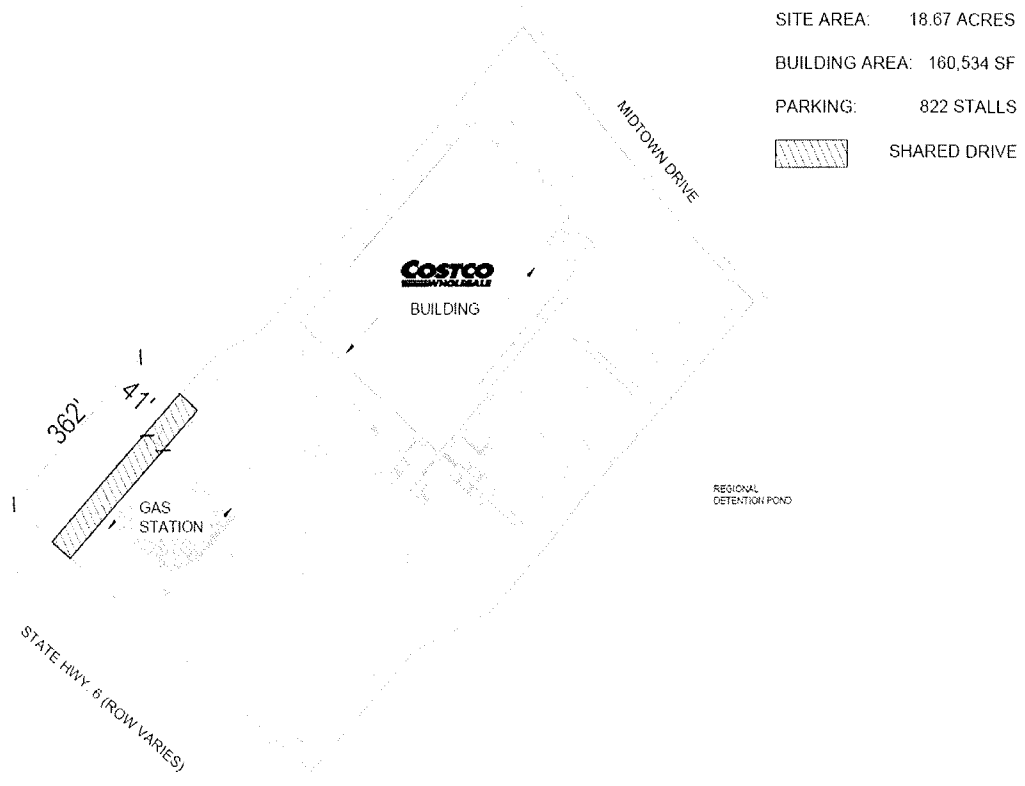 SITE AREA: 18.67 ACRES
BUILDING AREA: 160,534 SF
PARKING: 822 STALLS
SHARED DRIVE
MIDTOWN DRIVE
COSTCO
WHOLESALE
BUILDING
41'
362'
GAS
STATION
REGIONAL
DETENTION POND
STATE HWY. 6 (ROW VARIES)